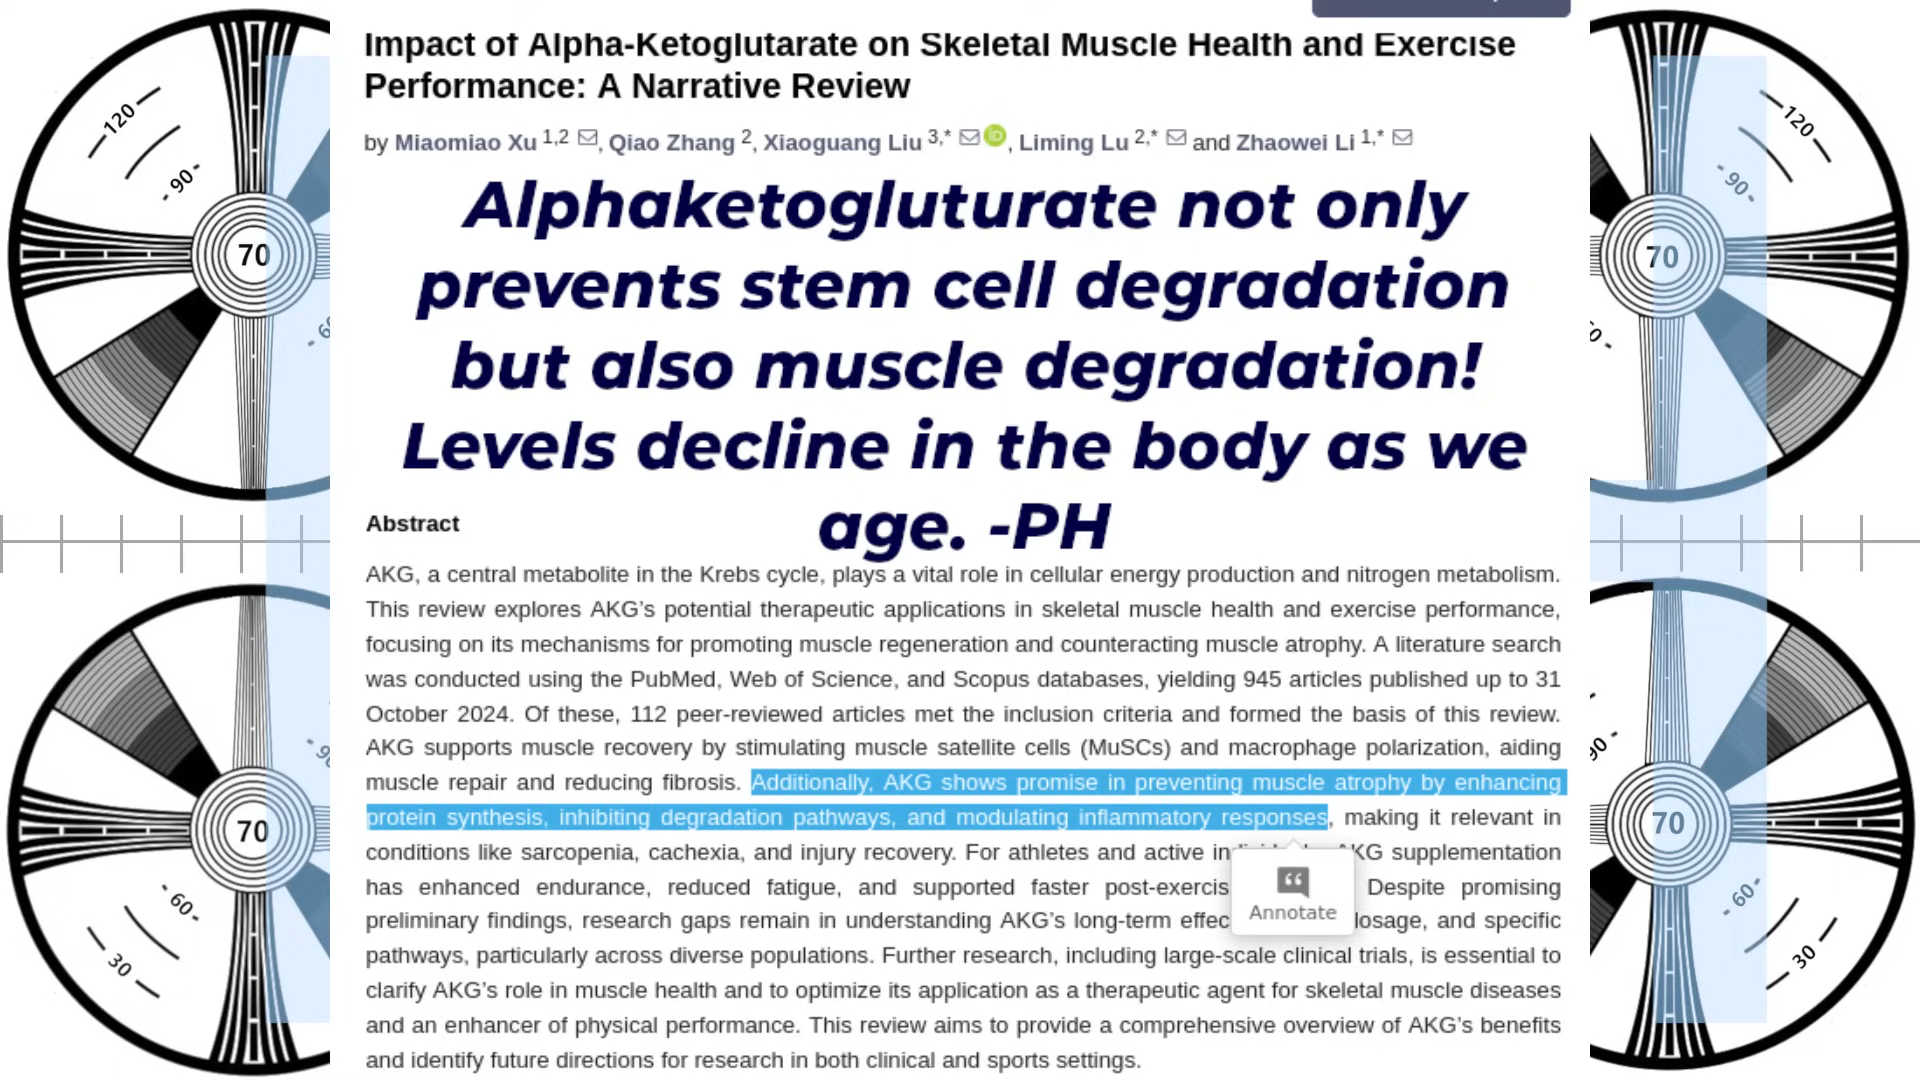 Impact of Alpha-Ketoglutarate on Skeletal Muscle Health and Exercise
Performance: A Narrative Review
by Miaomiao Xu 1,2, Qiao Zhang 2, Xiaoguang Liu 3,* iD, Liming Lu 2,* and Zhaowei Li 1,*
Alphaketogluturate not only
prevents stem cell degradation
but also muscle degradation!
Levels decline in the body as we
age. -PH
Abstract
AKG, a central metabolite in the Krebs cycle, plays a vital role in cellular energy production and nitrogen metabolism.
This review explores AKG’s potential therapeutic applications in skeletal muscle health and exercise performance,
focusing on its mechanisms for promoting muscle regeneration and counteracting muscle atrophy. A literature search
was conducted using the PubMed, Web of Science, and Scopus databases, yielding 945 articles published up to 31
October 2024. Of these, 112 peer-reviewed articles met the inclusion criteria and formed the basis of this review.
AKG supports muscle recovery by stimulating muscle satellite cells (MuSCs) and macrophage polarization, aiding
muscle repair and reducing fibrosis. Additionally, AKG shows promise in preventing muscle atrophy by enhancing
protein synthesis, inhibiting degradation pathways, and modulating inflammatory responses, making it relevant in
conditions like sarcopenia, cachexia, and injury recovery. For athletes and active AKG supplementation
has enhanced endurance, reduced fatigue, and supported faster Despite promising
preliminary findings, research gaps remain in understanding AKG’s long-term and specific
pathways, particularly across diverse populations. Further research, including large-scale clinical trials, is essential to
clarify AKG’s role in muscle health and to optimize its application as a therapeutic agent for skeletal muscle diseases
and an enhancer of physical performance. This review aims to provide a comprehensive overview of AKG’s benefits
and identify future directions for research in both clinical and sports settings.
Annotate
120
-90-
70
120
-90-
70
70
-60-
30
90-
70
-60-
30